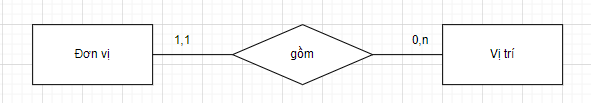 Đơn vị
1,1
gồm
0,n
Vị trí